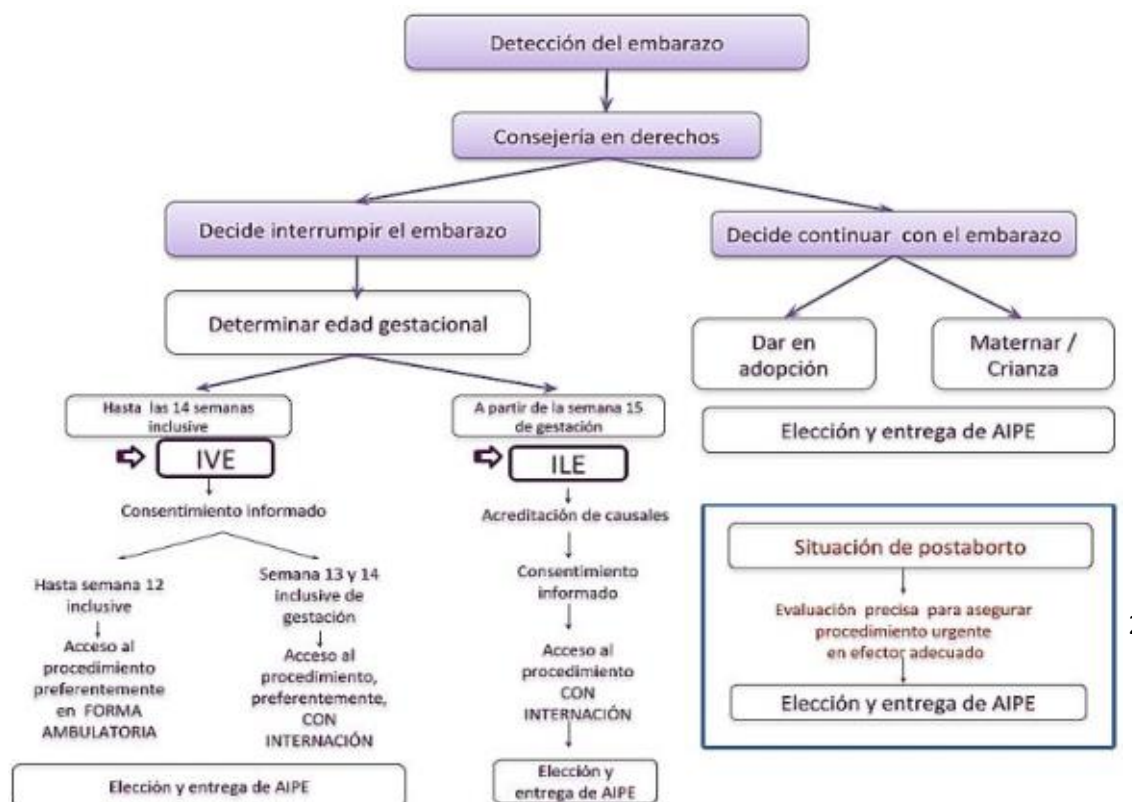 Detección del embarazo
Consejería en derechos
Decide interrumpir el embarazo
Decide continuar con el embarazo
Determinar edad gestacional
Dar en
adopción
Maternar /
Crianza
Hasta las 14 semanas
inclusive
A partir de la semana 15
de gestación
Elección y entrega de AIPE
IVE
ILE
Consentimiento informado
Acreditación de causales
Hasta semana 12
inclusive
Semana 13 y 14
inclusive de
gestación
Consentimiento
informado
Acceso al
procedimiento
preferentemente
en FORMA
AMBULATORIA
Acceso al
procedimiento,
preferentemente,
CON
INTERNACIÓN
Acceso al
procedimiento
CON
INTERNACIÓN
Elección y entrega de AIPE
Elección y
entrega de AIPE
Situación de postaborto
Evaluación precisa para asegurar
procedimiento urgente
en efector adecuado
Elección y entrega de AIPE